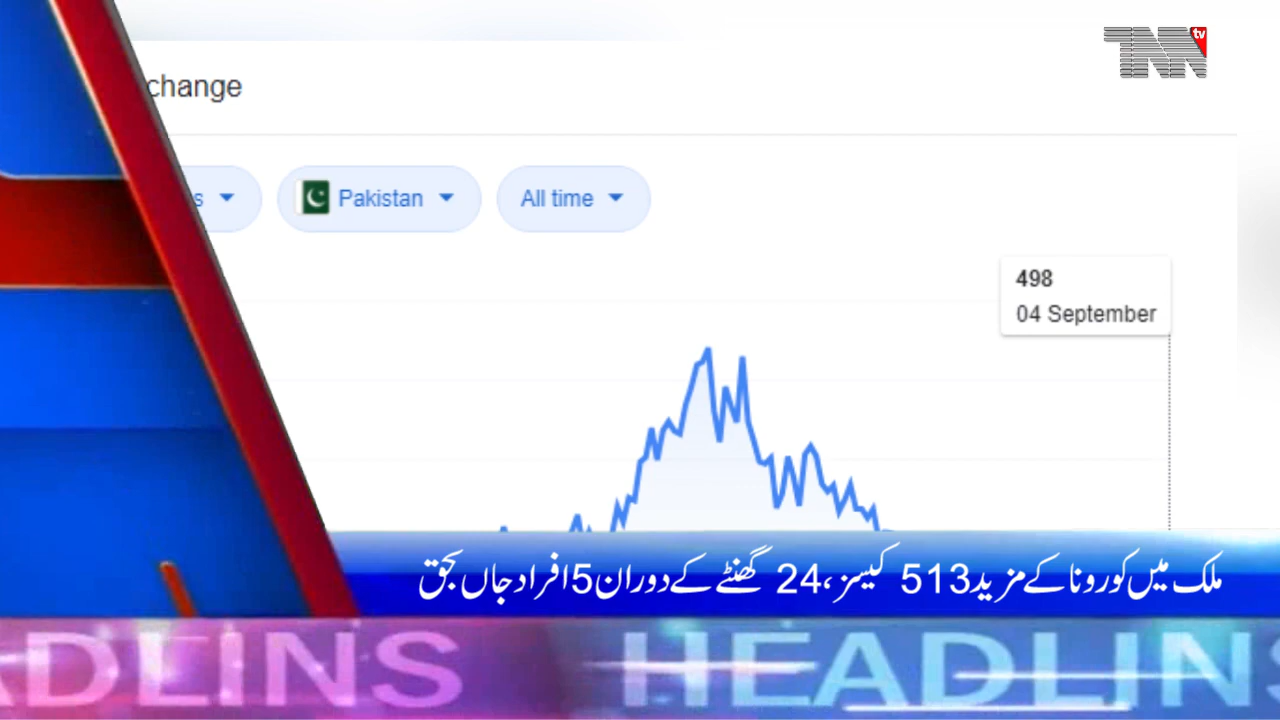 TNN tv
change
s
Pakistan
All time
498
04 September
ملک میں کورونا کے مزید 513 کیسز، 24 گھنٹے کے دوران 5 افراد جاں بحق
ADLINS HEADLINS